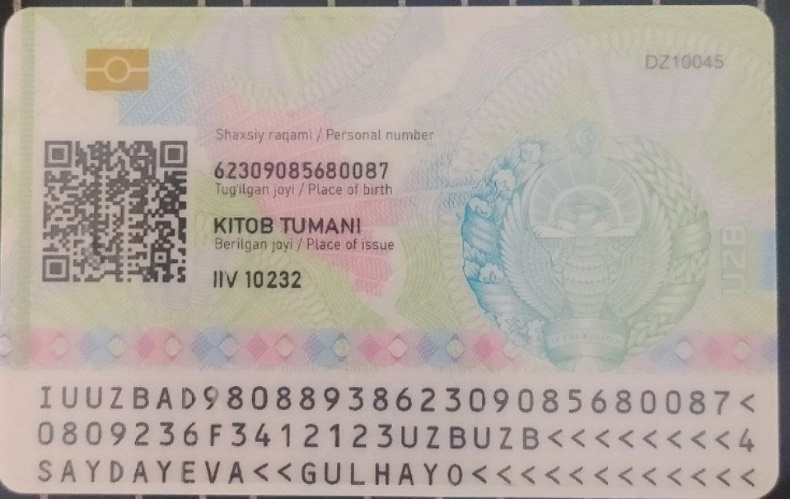 DZ10045
Shaxsiy raqami / Personal number
62309085680087
Tug'ilgan joyi / Place of birth
KITOB TUMANI
Berilgan joyi / Place of issue
IIV 10232
UZB
IUUZBAD9808893862309085680087<
0809236F3412123UZBUZB<<<<<<<<4
SAYDAYEVA<<GULHAYO<<<<<<<<<<<<